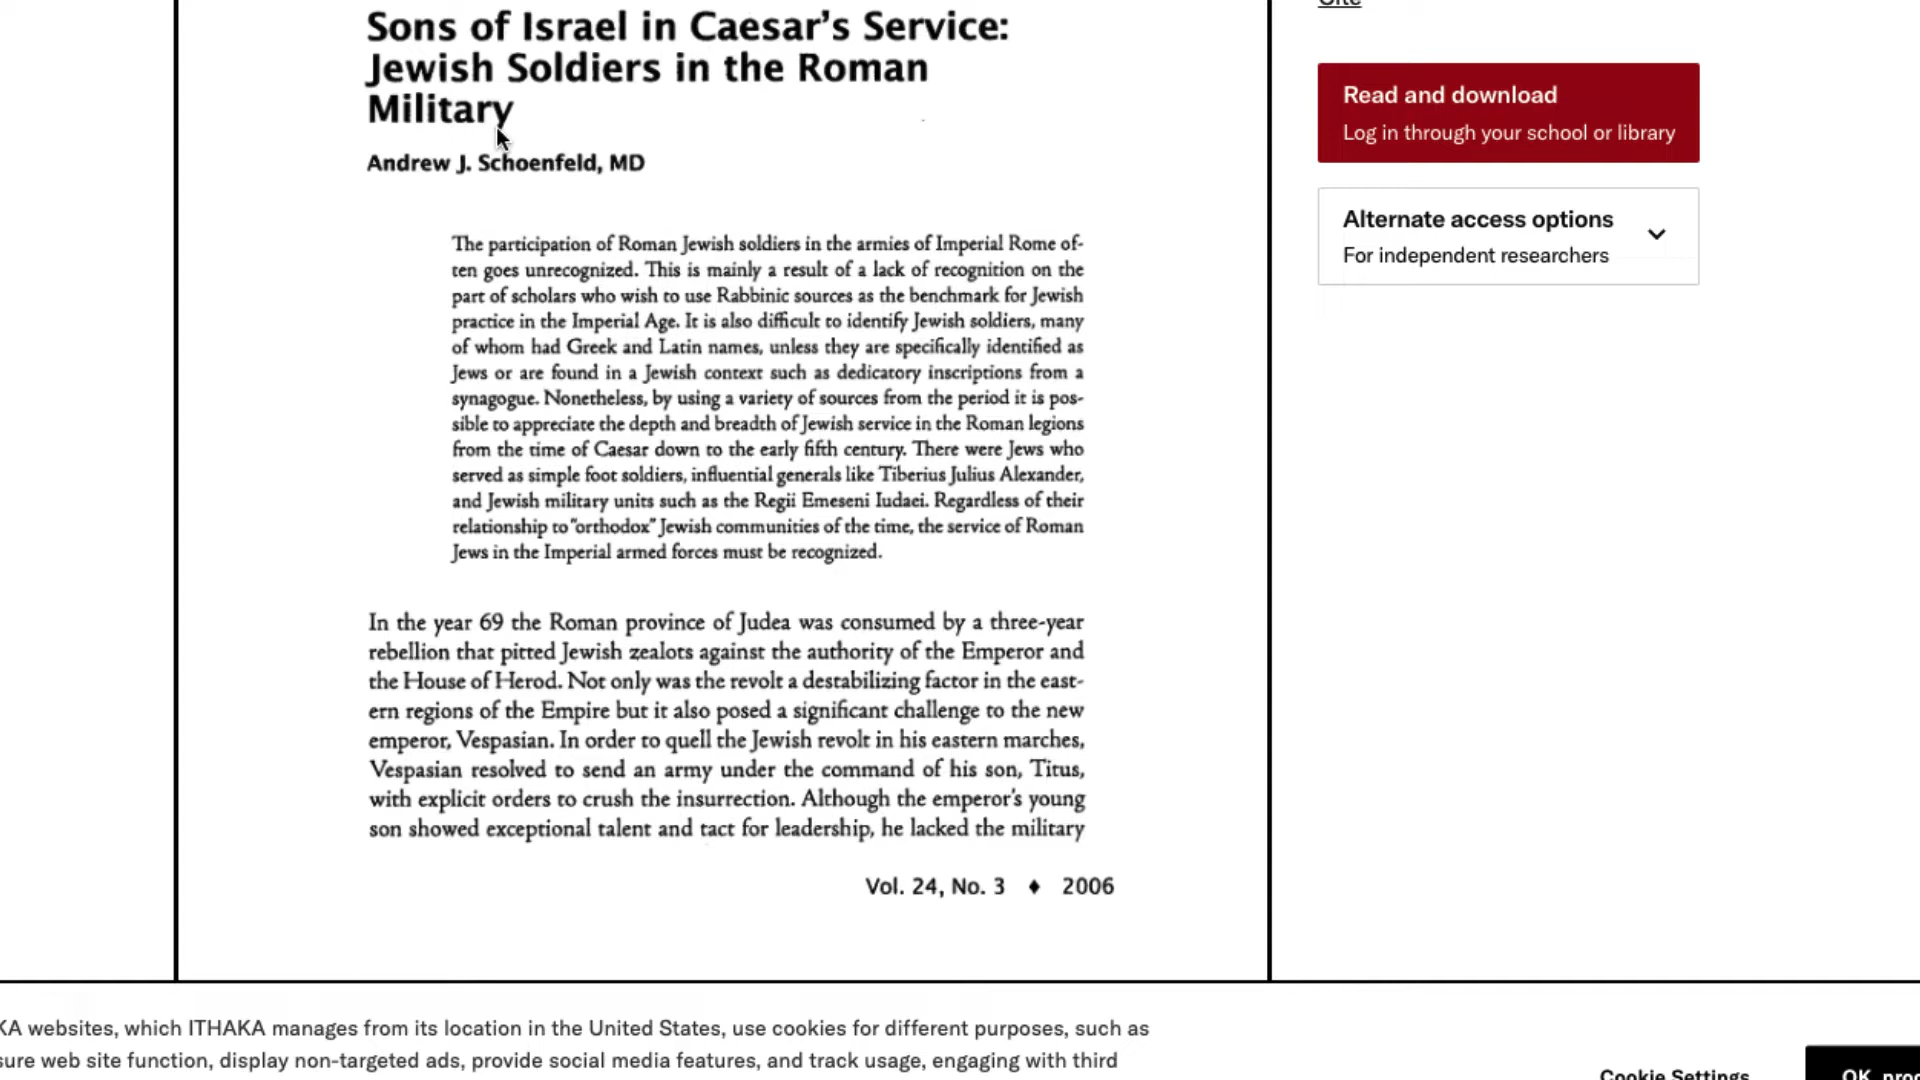 Sons of Israel in Caesar's Service:
Jewish Soldiers in the Roman
Military
Andrew J. Schoenfeld, MD
The participation of Roman Jewish soldiers in the armies of Imperial Rome of-
ten goes unrecognized. This is mainly a result of a lack of recognition on the
part of scholars who wish to use Rabbinic sources as the benchmark for Jewish
practice in the Imperial Age. It is also difficult to identify Jewish soldiers, many
of whom had Greek and Latin names, unless they are specifically identified as
Jews or are found in a Jewish context such as dedicatory inscriptions from a
synagogue. Nonetheless, by using a variety of sources from the period it is pos-
sible to appreciate the depth and breadth of Jewish service in the Roman legions
from the time of Caesar down to the early fifth century. There were Jews who
served as simple foot soldiers, influential generals like Tiberius Julius Alexander,
and Jewish military units such as the Regii Emeseni Iudaei. Regardless of their
relationship to "orthodox" Jewish communities of the time, the service of Roman
Jews in the Imperial armed forces must be recognized.
In the year 69 the Roman province of Judea was consumed by a three-year
rebellion that pitted Jewish zealots against the authority of the Emperor and
the House of Herod. Not only was the revolt a destabilizing factor in the east-
ern regions of the Empire but it also posed a significant challenge to the new
emperor, Vespasian. In order to quell the Jewish revolt in his eastern marches,
Vespasian resolved to send an army under the command of his son, Titus,
with explicit orders to crush the insurrection. Although the emperor's young
son showed exceptional talent and tact for leadership, he lacked the military
Vol. 24, No. 3 ♦ 2006
Site
Read and download
Log in through your school or library
Alternate access options
For independent researchers
KA websites, which ITHAKA manages from its location in the United States, use cookies for different purposes, such as
sure web site function, display non-targeted ads, provide social media features, and track usage, engaging with third
Cookie Settings
OK, proc